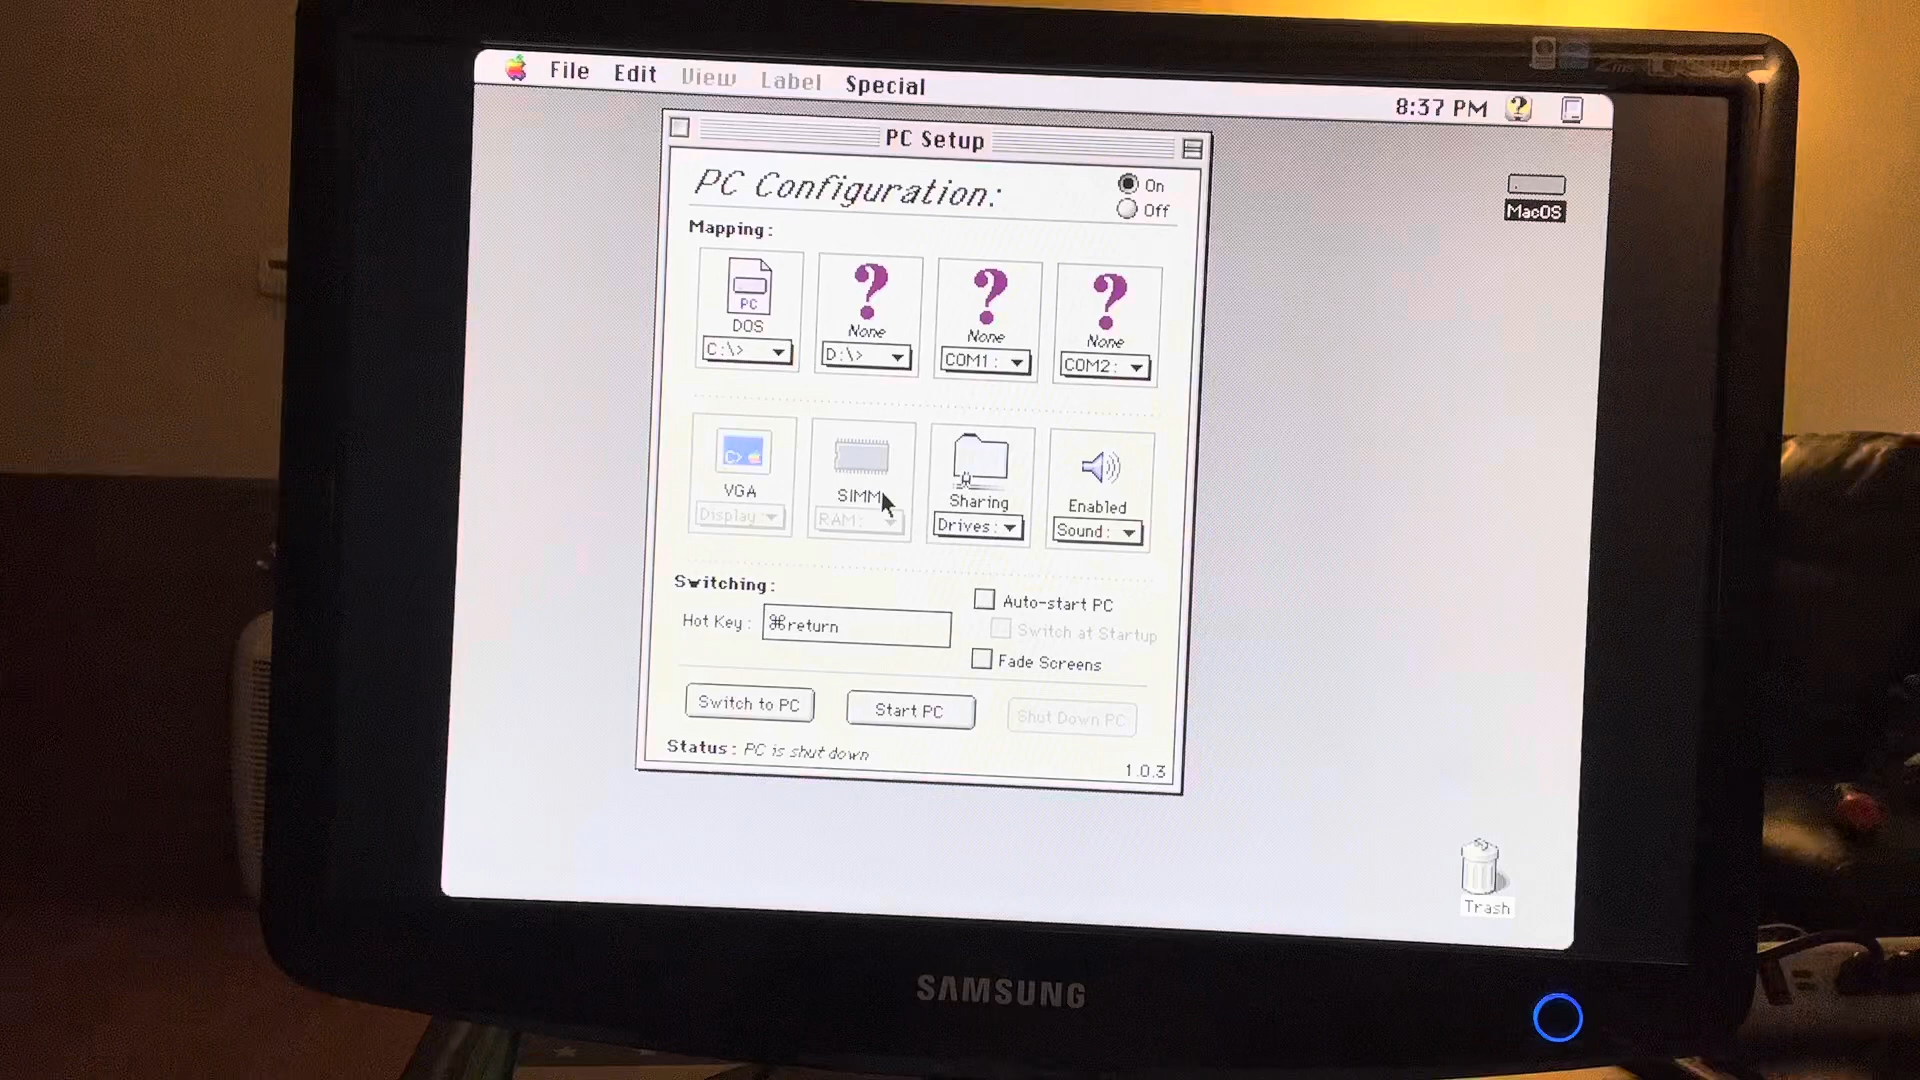 2ms
File Edit View Label Special
8:37 PM
PC Setup
PC Configuration:
On
Off
MacOS
Mapping:
PC
DOS
None
None
None
C:\>
D:\>
COM1:
COM2:
C>
VGA
SIMM
Sharing
Enabled
Display:
RAM:
Drives:
Sound:
Switching:
Hot Key: ⌘return
Auto-start PC
Switch at Startup
Fade Screens
Switch to PC
Start PC
Shut Down PC
Status: PC is shut down
1.0.3
Trash
SAMSUNG